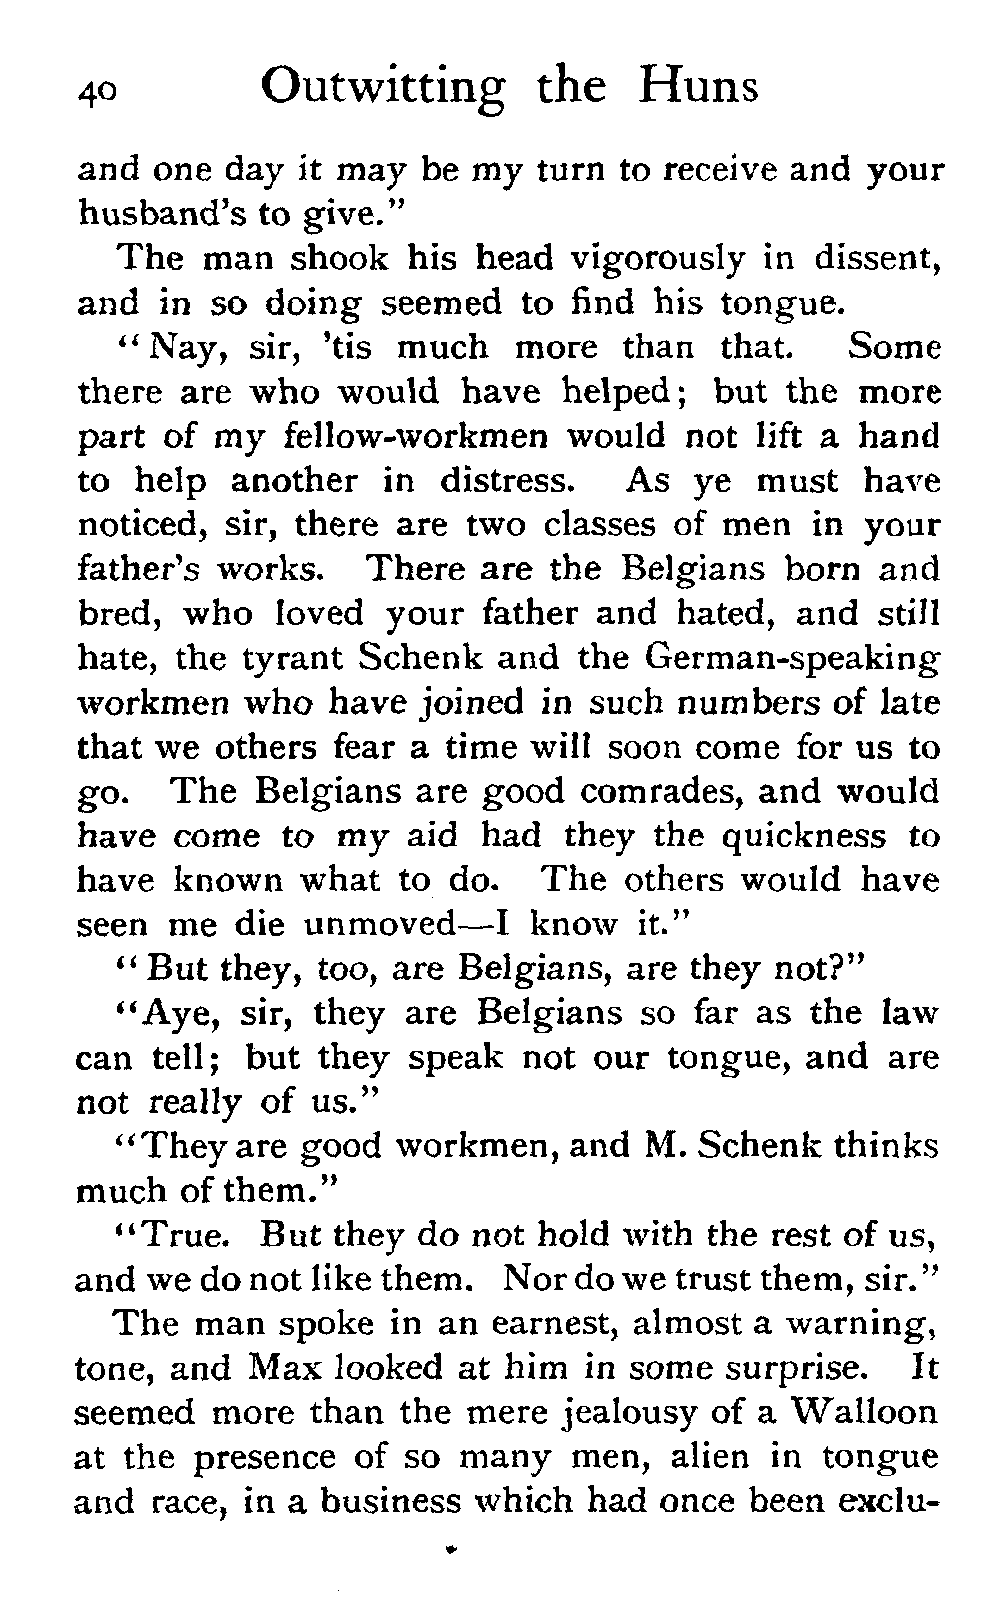 40 Outwitting the Huns
and one day it may be my turn to receive and your
husband's to give."
The man shook his head vigorously in dissent,
and in so doing seemed to find his tongue.
"Nay, sir, 'tis much more than that. Some
there are who would have helped; but the more
part of my fellow-workmen would not lift a hand
to help another in distress. As ye must have
noticed, sir, there are two classes of men in your
father's works. There are the Belgians born and
bred, who loved your father and hated, and still
hate, the tyrant Schenk and the German-speaking
workmen who have joined in such numbers of late
that we others fear a time will soon come for us to
go. The Belgians are good comrades, and would
have come to my aid had they the quickness to
have known what to do. The others would have
seen me die unmoved—I know it."
"But they, too, are Belgians, are they not?"
"Aye, sir, they are Belgians so far as the law
can tell; but they speak not our tongue, and are
not really of us."
"They are good workmen, and M. Schenk thinks
much of them."
"True. But they do not hold with the rest of us,
and we do not like them. Nor do we trust them, sir."
The man spoke in an earnest, almost a warning,
tone, and Max looked at him in some surprise. It
seemed more than the mere jealousy of a Walloon
at the presence of so many men, alien in tongue
and race, in a business which had once been exclu-